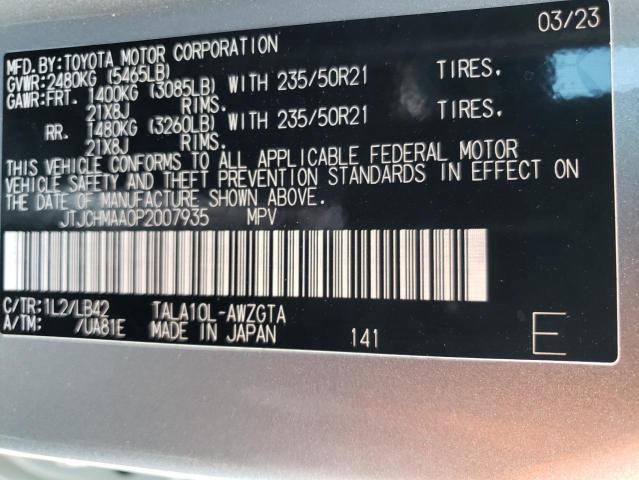 03/23
MFD.BY:TOYOTA MOTOR CORPORATION
GVWR:2480KG (5465LB)
GAWR:FRT. 1400KG (3085LB) WITH 235/50R21 TIRES.
21X8J RIMS.
RR. 1480KG (3260LB) WITH 235/50R21 TIRES.
21X8J RIMS.
THIS VEHICLE CONFORMS TO ALL APPLICABLE FEDERAL MOTOR
VEHICLE SAFETY AND THEFT PREVENTION STANDARDS IN EFFECT ON
THE DATE OF MANUFACTURE SHOWN ABOVE.
JTJCHMAA0P2007935 MPV
C/TR:1L2/LB42 TALA10L-AWZGTA
A/TM: /UA81E MADE IN JAPAN 141 E